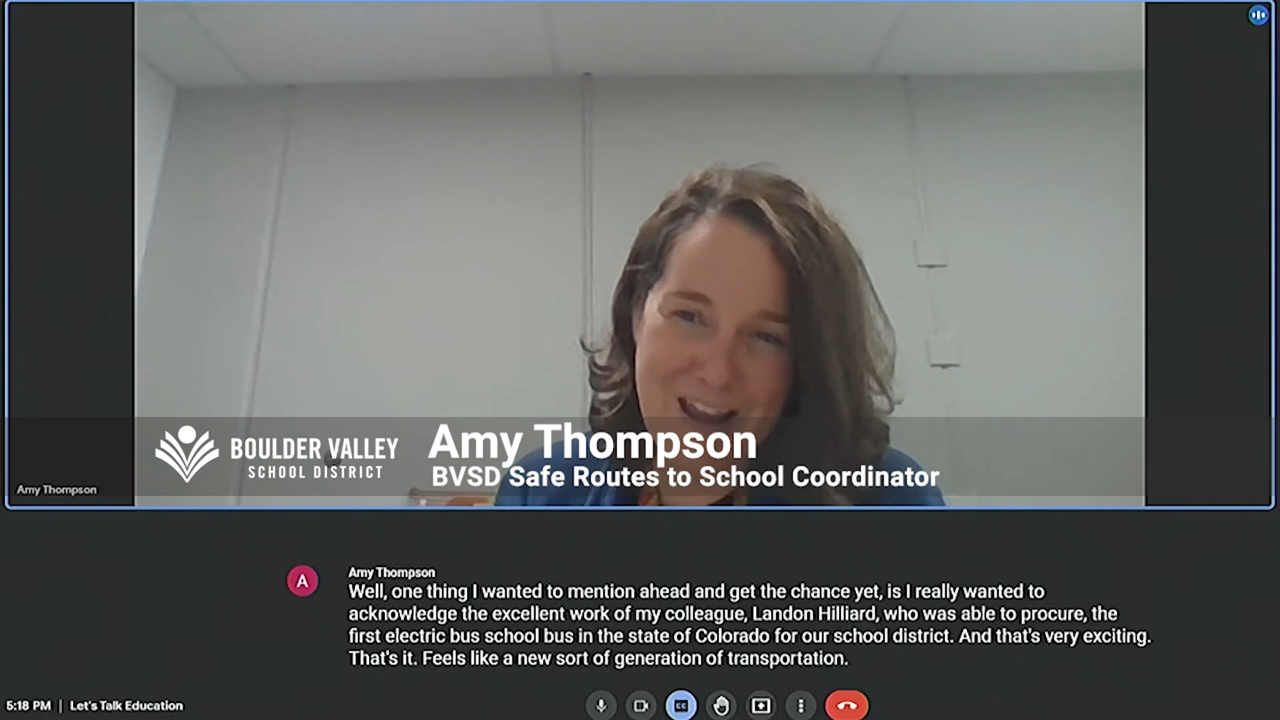 BOULDER VALLEY
SCHOOL DISTRICT
Amy Thompson
BVSD Safe Routes to School Coordinator
Amy Thompson
A
Amy Thompson
Well, one thing I wanted to mention ahead and get the chance yet, is I really wanted to
acknowledge the excellent work of my colleague, Landon Hilliard, who was able to procure, the
first electric bus school bus in the state of Colorado for our school district. And that's very exciting.
That's it. Feels like a new sort of generation of transportation.
5:18 PM | Let's Talk Education